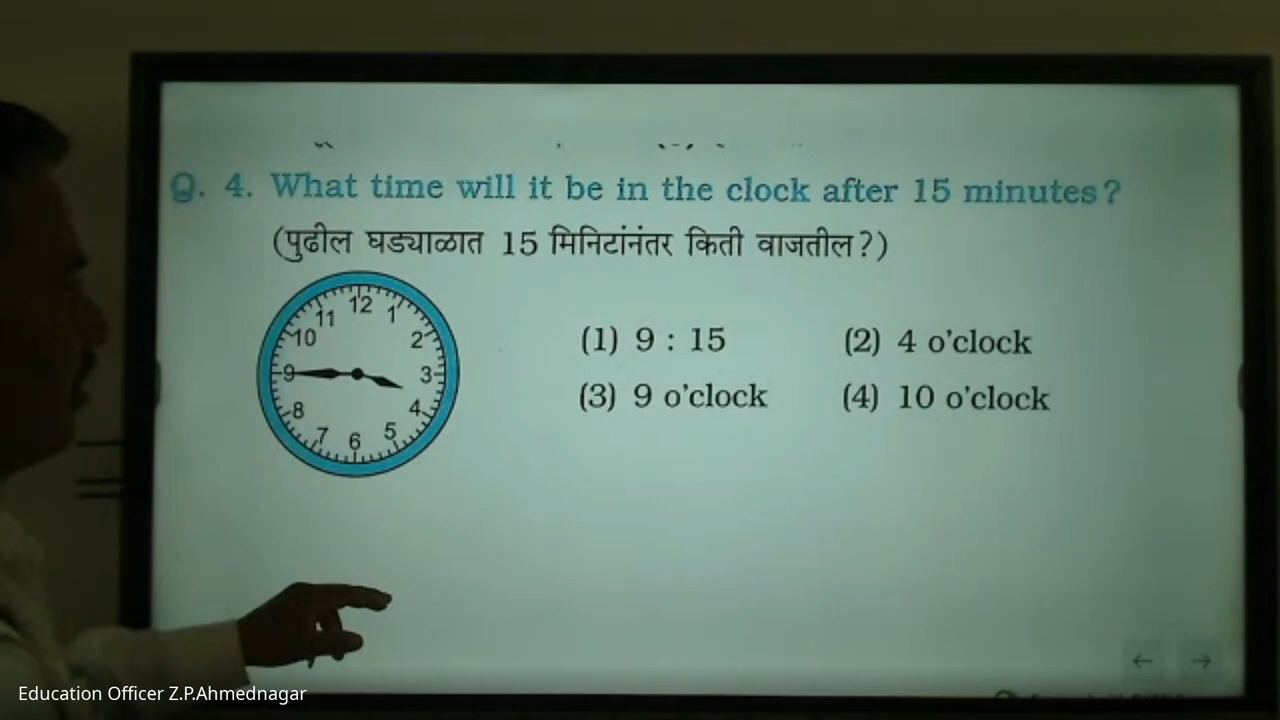 Q. 4. What time will it be in the clock after 15 minutes?
(पुढील घड्याळात 15 मिनिटांनंतर किती वाजतील?)
12
11 1
10 2
9 3
8 4
7 5
6
(1) 9 : 15 (2) 4 o'clock
(3) 9 o'clock (4) 10 o'clock
Education Officer Z.P.Ahmednagar